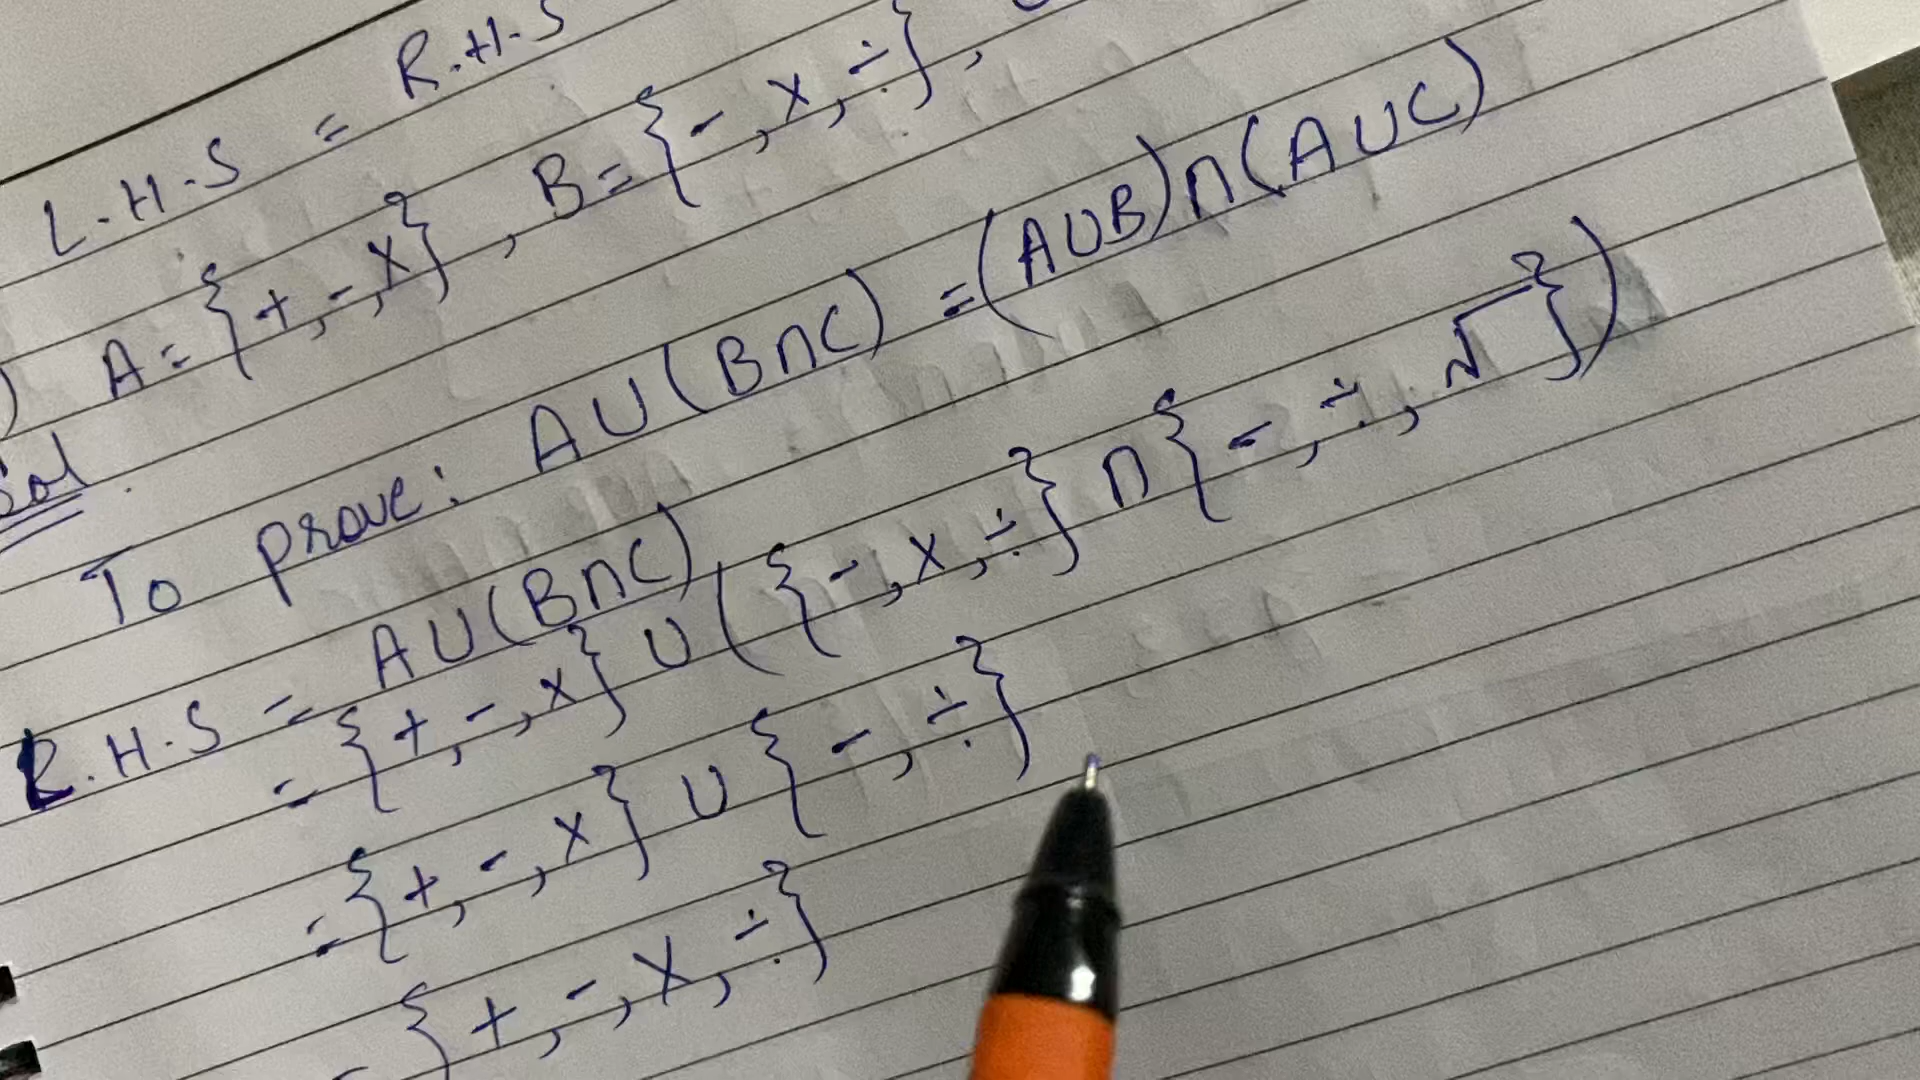 L.H.S = R.H.S
) A = {+, -, x}, B = {-, x, ÷},
Sol
To prove: A∪(B∩C) = (A∪B)∩(A∪C)
R.H.S = A∪(B∩C)
= {+, -, x} ∪ ({-, x, ÷} ∩ {-, ÷, √})
= {+, -, x} ∪ {-, ÷}
= {+, -, x, ÷}